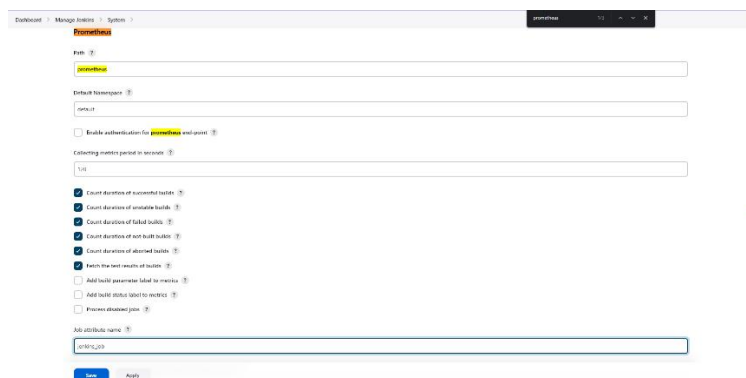 Dashboard > Manage Jenkins > System >
prometheus 1/3
Prometheus
Path ?
prometheus
Default Namespace ?
default
Enable authentication for prometheus end-point ?
Collecting metrics period in seconds ?
Count duration of successful builds ?
Count duration of unstable builds ?
Count duration of failed builds ?
Count duration of not-built builds ?
Count duration of aborted builds ?
Fetch the test results of builds ?
Add build parameter label to metrics ?
Add build status label to metrics ?
Process disabled jobs ?
Job attribute name ?
jenkins_job
Save Apply